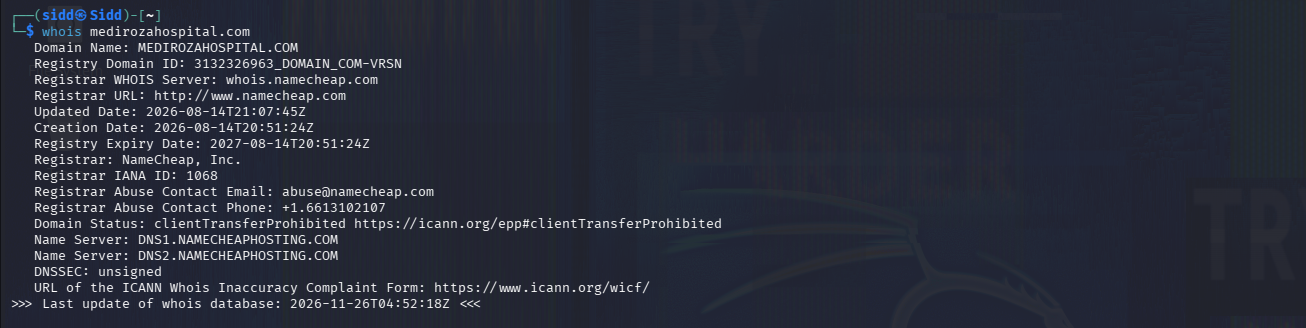 ┌──(sidd㉿Sidd)-[~]
└─$ whois medirozahospital.com
Domain Name: MEDIROZAHOSPITAL.COM
Registry Domain ID: 3132326963_DOMAIN_COM-VRSN
Registrar WHOIS Server: whois.namecheap.com
Registrar URL: http://www.namecheap.com
Updated Date: 2026-08-14T21:07:45Z
Creation Date: 2026-08-14T20:51:24Z
Registry Expiry Date: 2027-08-14T20:51:24Z
Registrar: NameCheap, Inc.
Registrar IANA ID: 1068
Registrar Abuse Contact Email: abuse@namecheap.com
Registrar Abuse Contact Phone: +1.6613102107
Domain Status: clientTransferProhibited https://icann.org/epp#clientTransferProhibited
Name Server: DNS1.NAMECHEAPHOSTING.COM
Name Server: DNS2.NAMECHEAPHOSTING.COM
DNSSEC: unsigned
URL of the ICANN Whois Inaccuracy Complaint Form: https://www.icann.org/wicf/
>>> Last update of whois database: 2026-11-26T04:52:18Z <<<
TRY
HARDER
TR